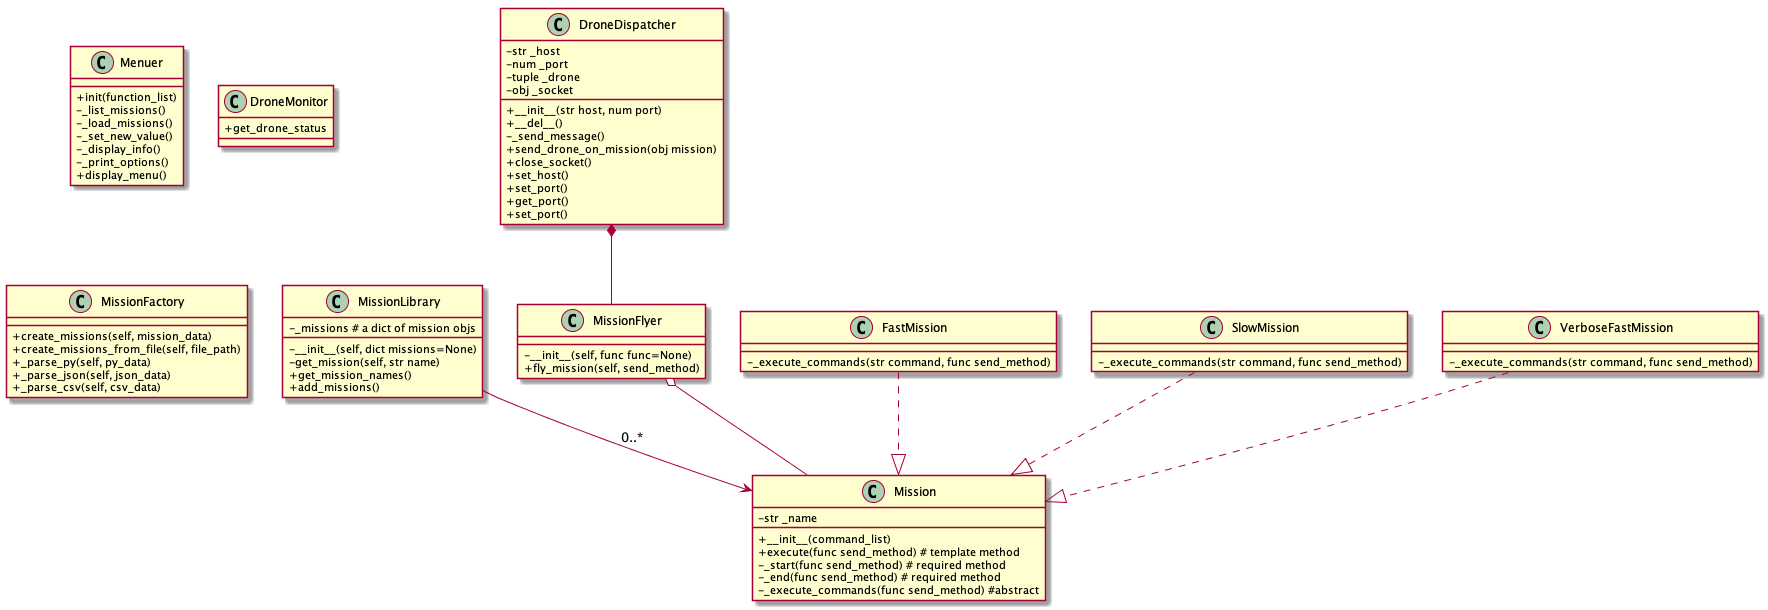 C Menuer
+init(function_list)
-_list_missions()
-_load_missions()
-_set_new_value()
-_display_info()
-_print_options()
+display_menu()
C DroneMonitor
+get_drone_status
C DroneDispatcher
-str _host
-num _port
-tuple _drone
-obj _socket
+__init__(str host, num port)
+__del__()
-_send_message()
+send_drone_on_mission(obj mission)
+close_socket()
+set_host()
+set_port()
+get_port()
+set_port()
C MissionFactory
+create_missions(self, mission_data)
+create_missions_from_file(self, file_path)
+_parse_py(self, py_data)
+_parse_json(self, json_data)
+_parse_csv(self, csv_data)
C MissionLibrary
-_missions # a dict of mission objs
-__init__(self, dict missions=None)
-get_mission(self, str name)
+get_mission_names()
+add_missions()
C MissionFlyer
-__init__(self, func func=None)
+fly_mission(self, send_method)
C FastMission
-_execute_commands(str command, func send_method)
C SlowMission
-_execute_commands(str command, func send_method)
C VerboseFastMission
-_execute_commands(str command, func send_method)
0..*
C Mission
-str _name
+__init__(command_list)
+execute(func send_method) # template method
-_start(func send_method) # required method
-_end(func send_method) # required method
-_execute_commands(func send_method) #abstract